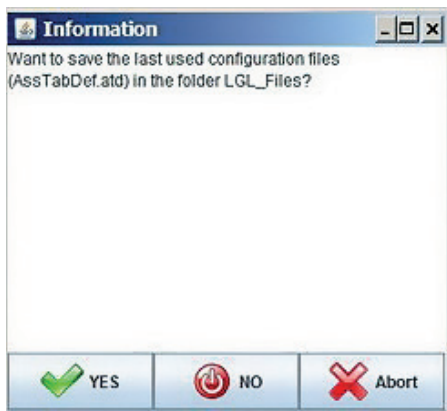 Information
Want to save the last used configuration files
(AssTabDef.atd) in the folder LGL_Files?
YES
NO
Abort